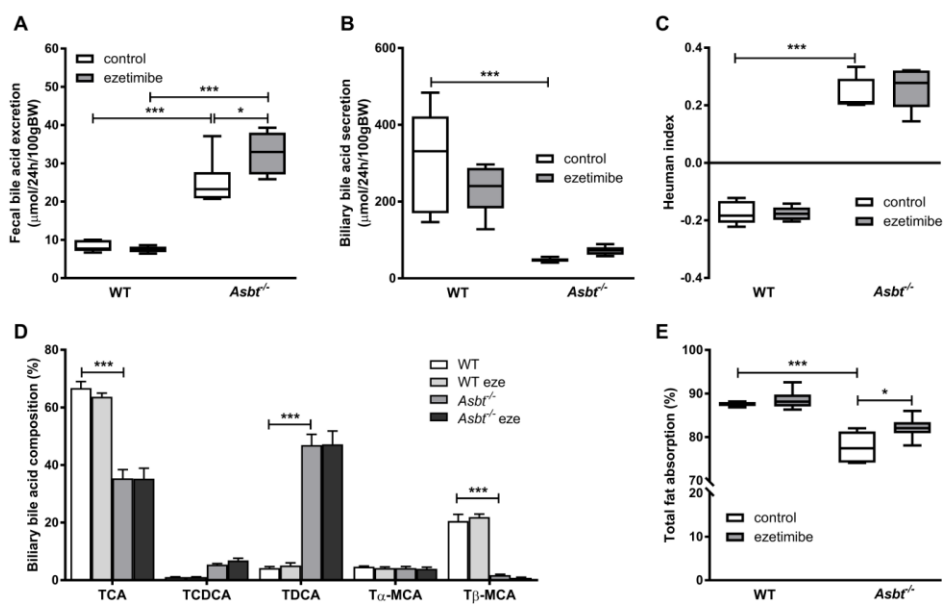 A
Fecal bile acid excretion
(μmol/24h/100gBW)
60
50
40
30
20
10
0
control
ezetimibe
***
***
*
WT
Asbt-/-
B
Biliary bile acid secretion
(μmol/24h/100gBW)
600
400
200
0
***
control
ezetimibe
WT
Asbt-/-
C
Heuman index
0.4
0.2
0.0
-0.2
-0.4
***
control
ezetimibe
WT
Asbt-/-
D
Biliary bile acid composition (%)
80
60
40
20
0
***
***
***
WT
WT eze
Asbt-/-
Asbt-/- eze
TCA
TCDCA
TDCA
Tα-MCA
Tβ-MCA
E
Total fat absorption (%)
100
90
80
70
20
0
***
*
control
ezetimibe
WT
Asbt-/-